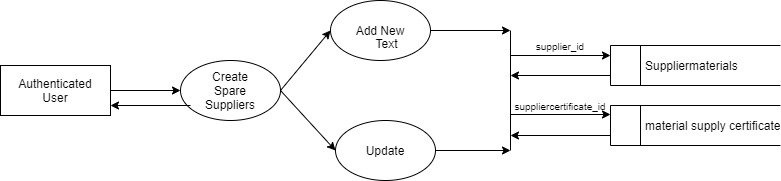 Authenticated
User
Create
Spare
Suppliers
Add New
Text
Update
supplier_id
Suppliermaterials
suppliercertificate_id
material supply certificate